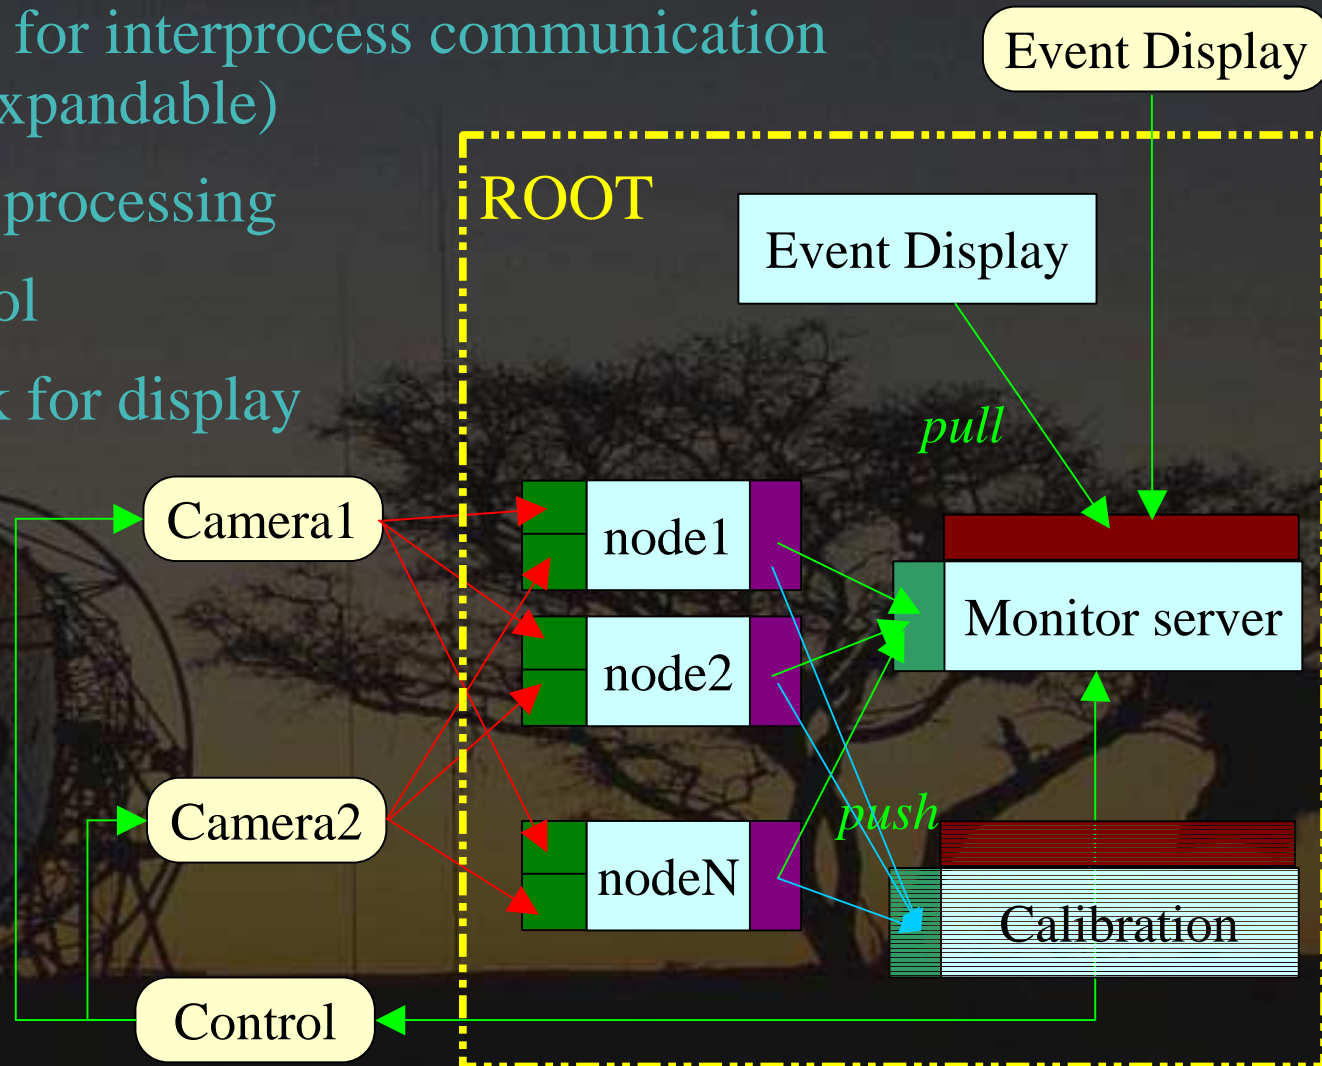 for interprocess communication
xpandable)
processing
ol
k for display
Event Display
ROOT
Event Display
pull
Camera1
node1
Monitor server
node2
Camera2
push
nodeN
Calibration
Control